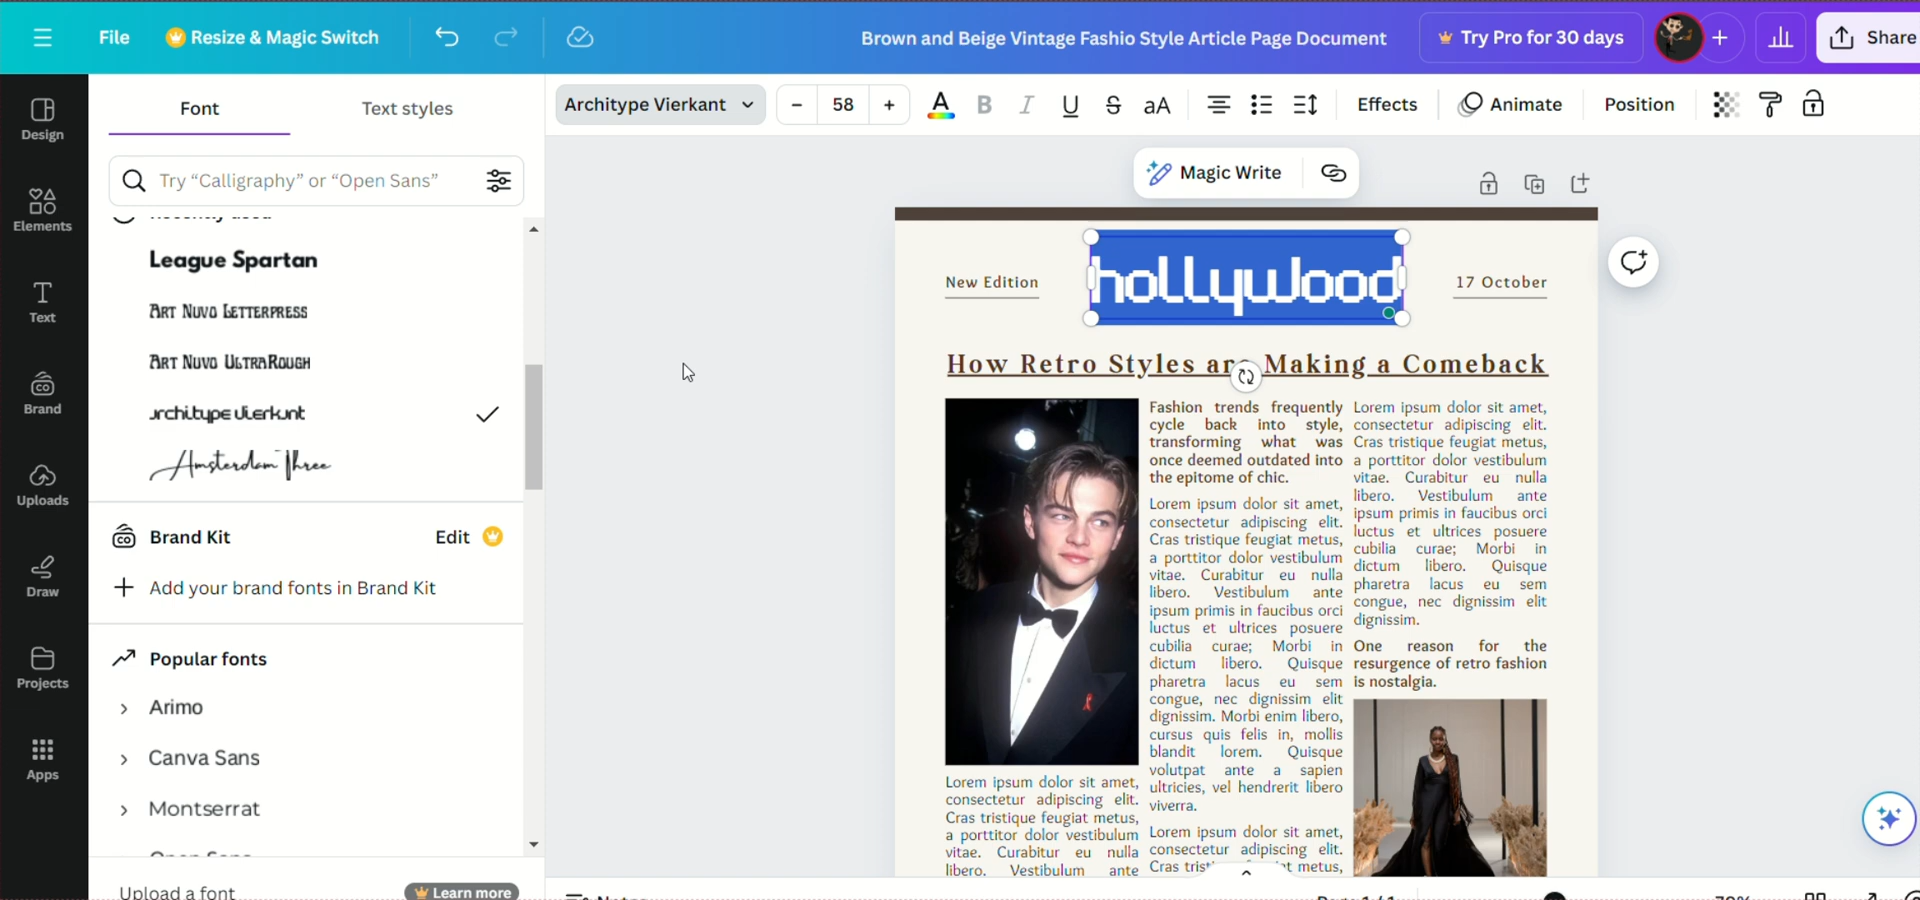 File
Resize & Magic Switch
Brown and Beige Vintage Fashio Style Article Page Document
Try Pro for 30 days
Share
Design
Elements
Text
Brand
Uploads
Draw
Projects
Apps
Font
Text styles
Try “Calligraphy” or “Open Sans”
Recently used
League Spartan
Art Nuvo Letterpress
Art Nuvo UltraRough
Architype Vierkant
Amsterdam Three
Brand Kit
Edit
Add your brand fonts in Brand Kit
Popular fonts
Arimo
Canva Sans
Montserrat
Open Sans
Upload a font
Learn more
Architype Vierkant
– 58 +
A B I U S aA
Effects
Animate
Position
Magic Write
New Edition
hollywood
17 October
How Retro Styles are Making a Comeback
Fashion trends frequently
cycle back into style,
transforming what was
once deemed outdated into
the epitome of chic.
Lorem ipsum dolor sit amet,
consectetur adipiscing elit.
Cras tristique feugiat metus,
a porttitor dolor vestibulum
vitae. Curabitur eu nulla
libero. Vestibulum ante
ipsum primis in faucibus orci
luctus et ultrices posuere
cubilia curae; Morbi in
dictum libero. Quisque
pharetra lacus eu sem
congue, nec dignissim elit
dignissim. Morbi enim libero,
cursus quis felis in, mollis
blandit lorem. Quisque
volutpat ante a sapien
ultricies, vel hendrerit libero
viverra.
Lorem ipsum dolor sit amet,
consectetur adipiscing elit.
Cras metus,
Lorem ipsum dolor sit amet,
consectetur adipiscing elit.
Cras tristique feugiat metus,
a porttitor dolor vestibulum
vitae. Curabitur eu nulla
libero. Vestibulum ante
ipsum primis in faucibus orci
luctus et ultrices posuere
cubilia curae; Morbi in
dictum libero. Quisque
pharetra lacus eu sem
congue, nec dignissim elit
dignissim.
One reason for the
resurgence of retro fashion
is nostalgia.
Lorem ipsum dolor sit amet,
consectetur adipiscing elit.
Cras tristique feugiat metus,
a porttitor dolor vestibulum
vitae. Curabitur eu nulla
libero. Vestibulum ante
Notes
Page 1 / 1